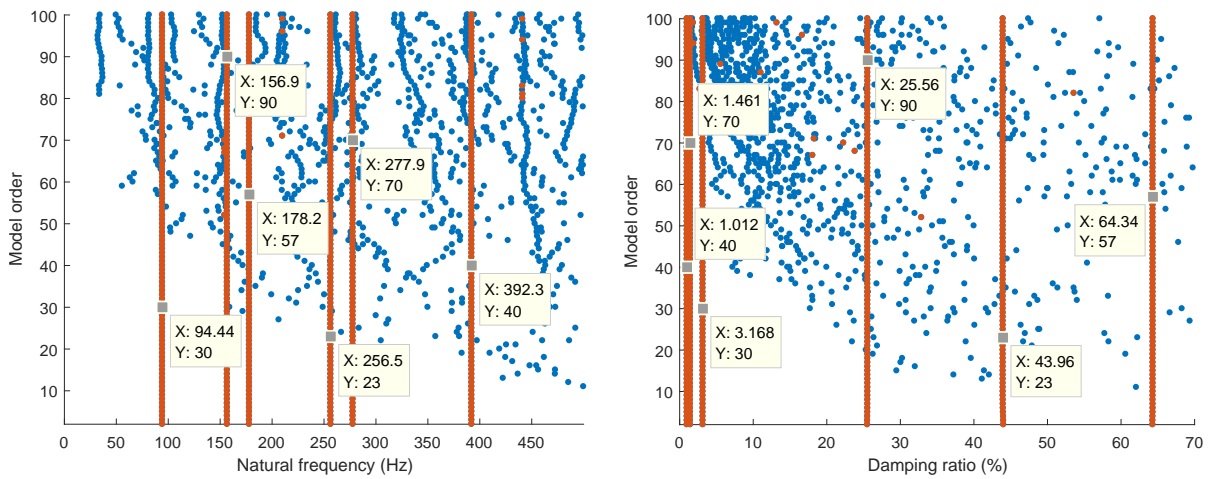 100
90
80
70
60
50
40
30
20
10
Model order
X: 156.9
Y: 90
X: 277.9
Y: 70
X: 178.2
Y: 57
X: 392.3
Y: 40
X: 94.44
Y: 30
X: 256.5
Y: 23
0 50 100 150 200 250 300 350 400 450
Natural frequency (Hz)
100
90
80
70
60
50
40
30
20
10
Model order
X: 25.56
Y: 90
X: 1.461
Y: 70
X: 1.012
Y: 40
X: 64.34
Y: 57
X: 3.168
Y: 30
X: 43.96
Y: 23
0 10 20 30 40 50 60 70
Damping ratio (%)